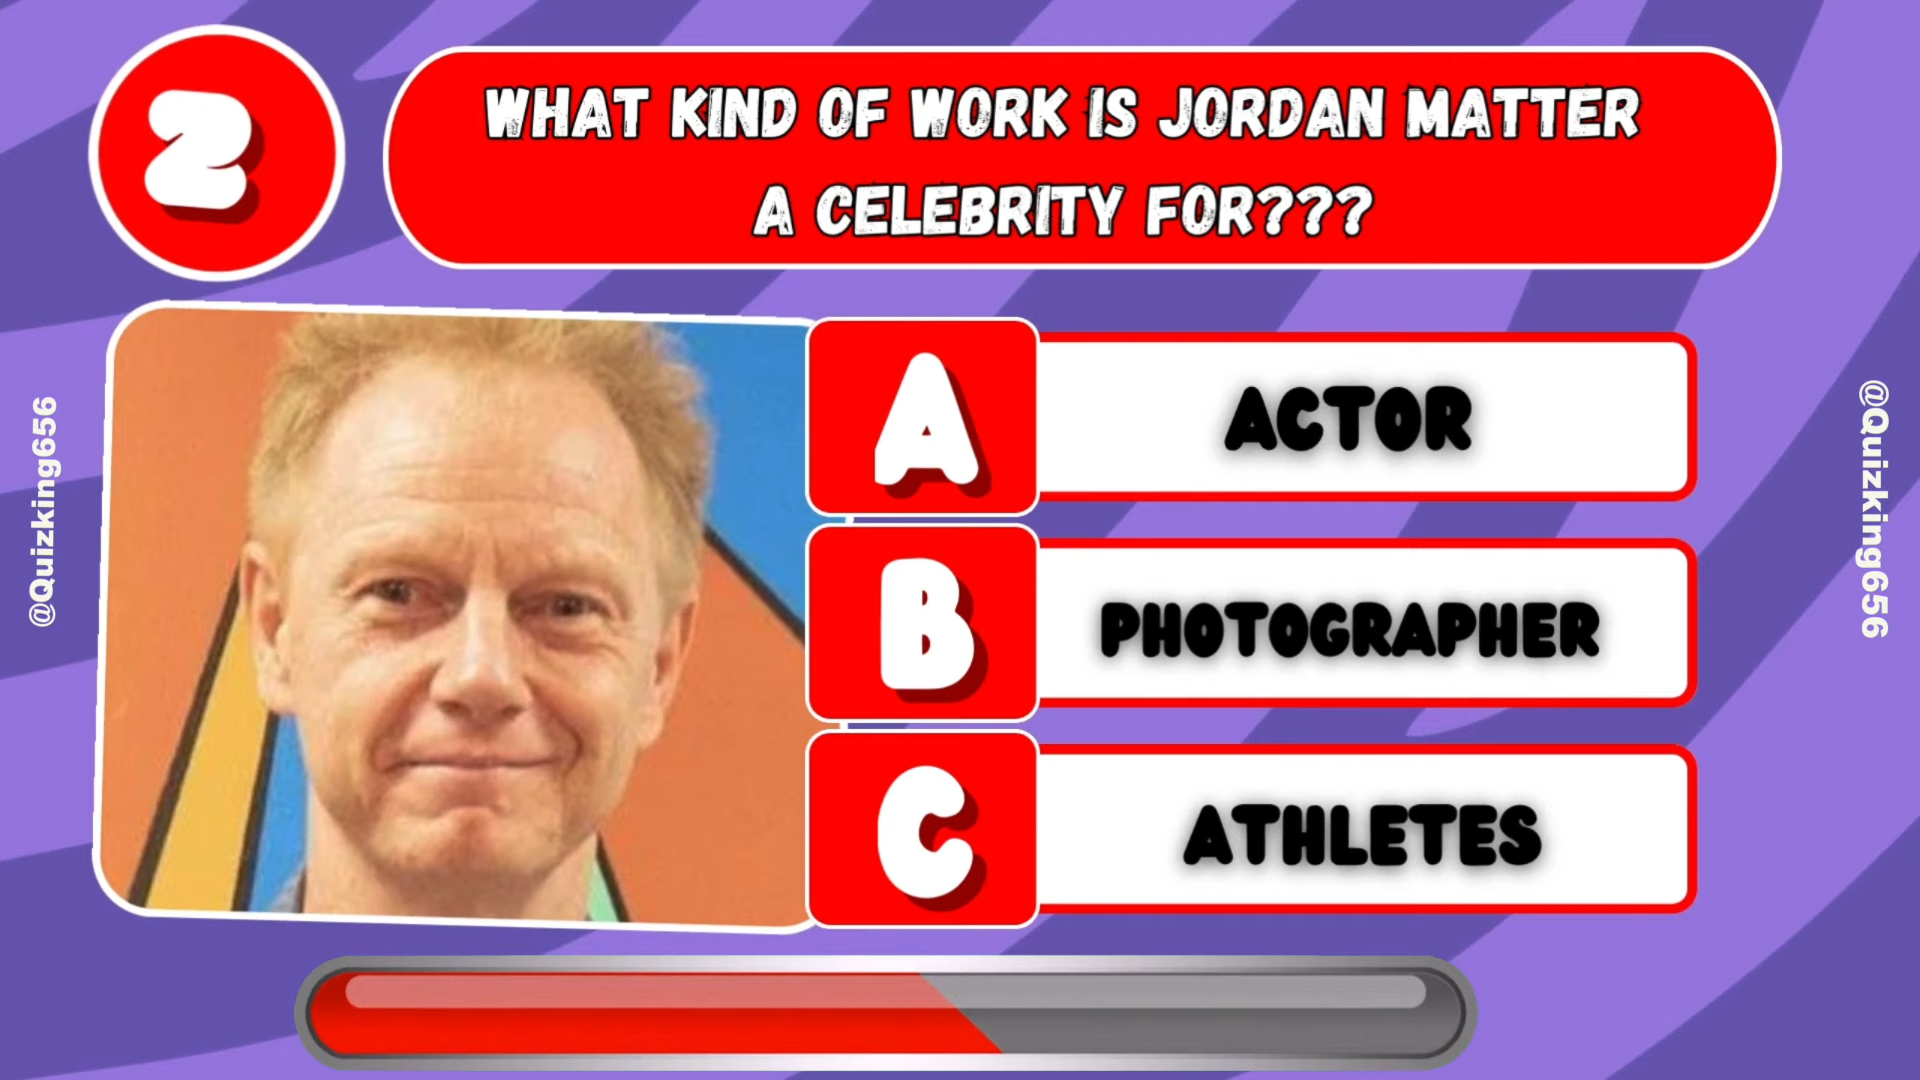 2
WHAT KIND OF WORK IS JORDAN MATTER
A CELEBRITY FOR???
A
ACTOR
B
PHOTOGRAPHER
C
ATHLETES
@Quizking656
@Quizking656